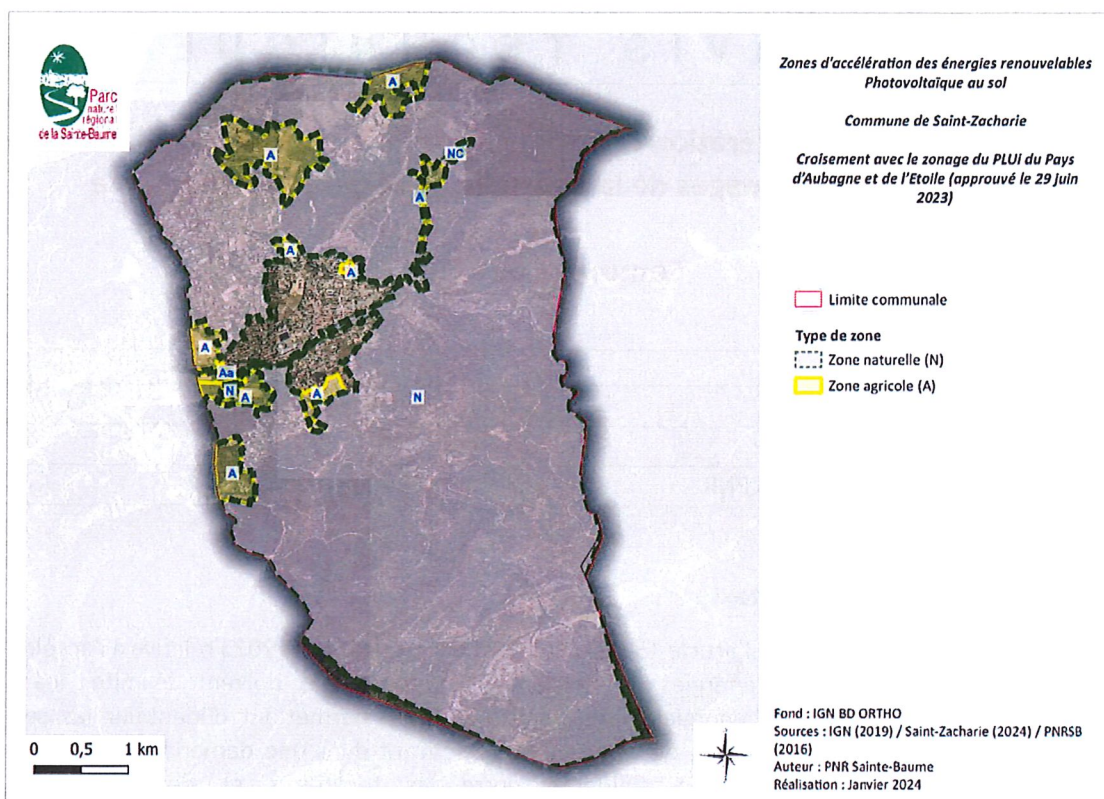 Parc
naturel
régional
de la Sainte-Baume
Zones d'accélération des énergies renouvelables
Photovoltaïque au sol
Commune de Saint-Zacharie
Croisement avec le zonage du PLUi du Pays
d'Aubagne et de l'Etoile (approuvé le 29 juin
2023)
A
A
NC
A
A
A
A
Aa
N
A
A
N
A
Limite communale
Type de zone
Zone naturelle (N)
Zone agricole (A)
0 0,5 1 km
Fond : IGN BD ORTHO
Sources : IGN (2019) / Saint-Zacharie (2024) / PNRSB
(2016)
Auteur : PNR Sainte-Baume
Réalisation : Janvier 2024